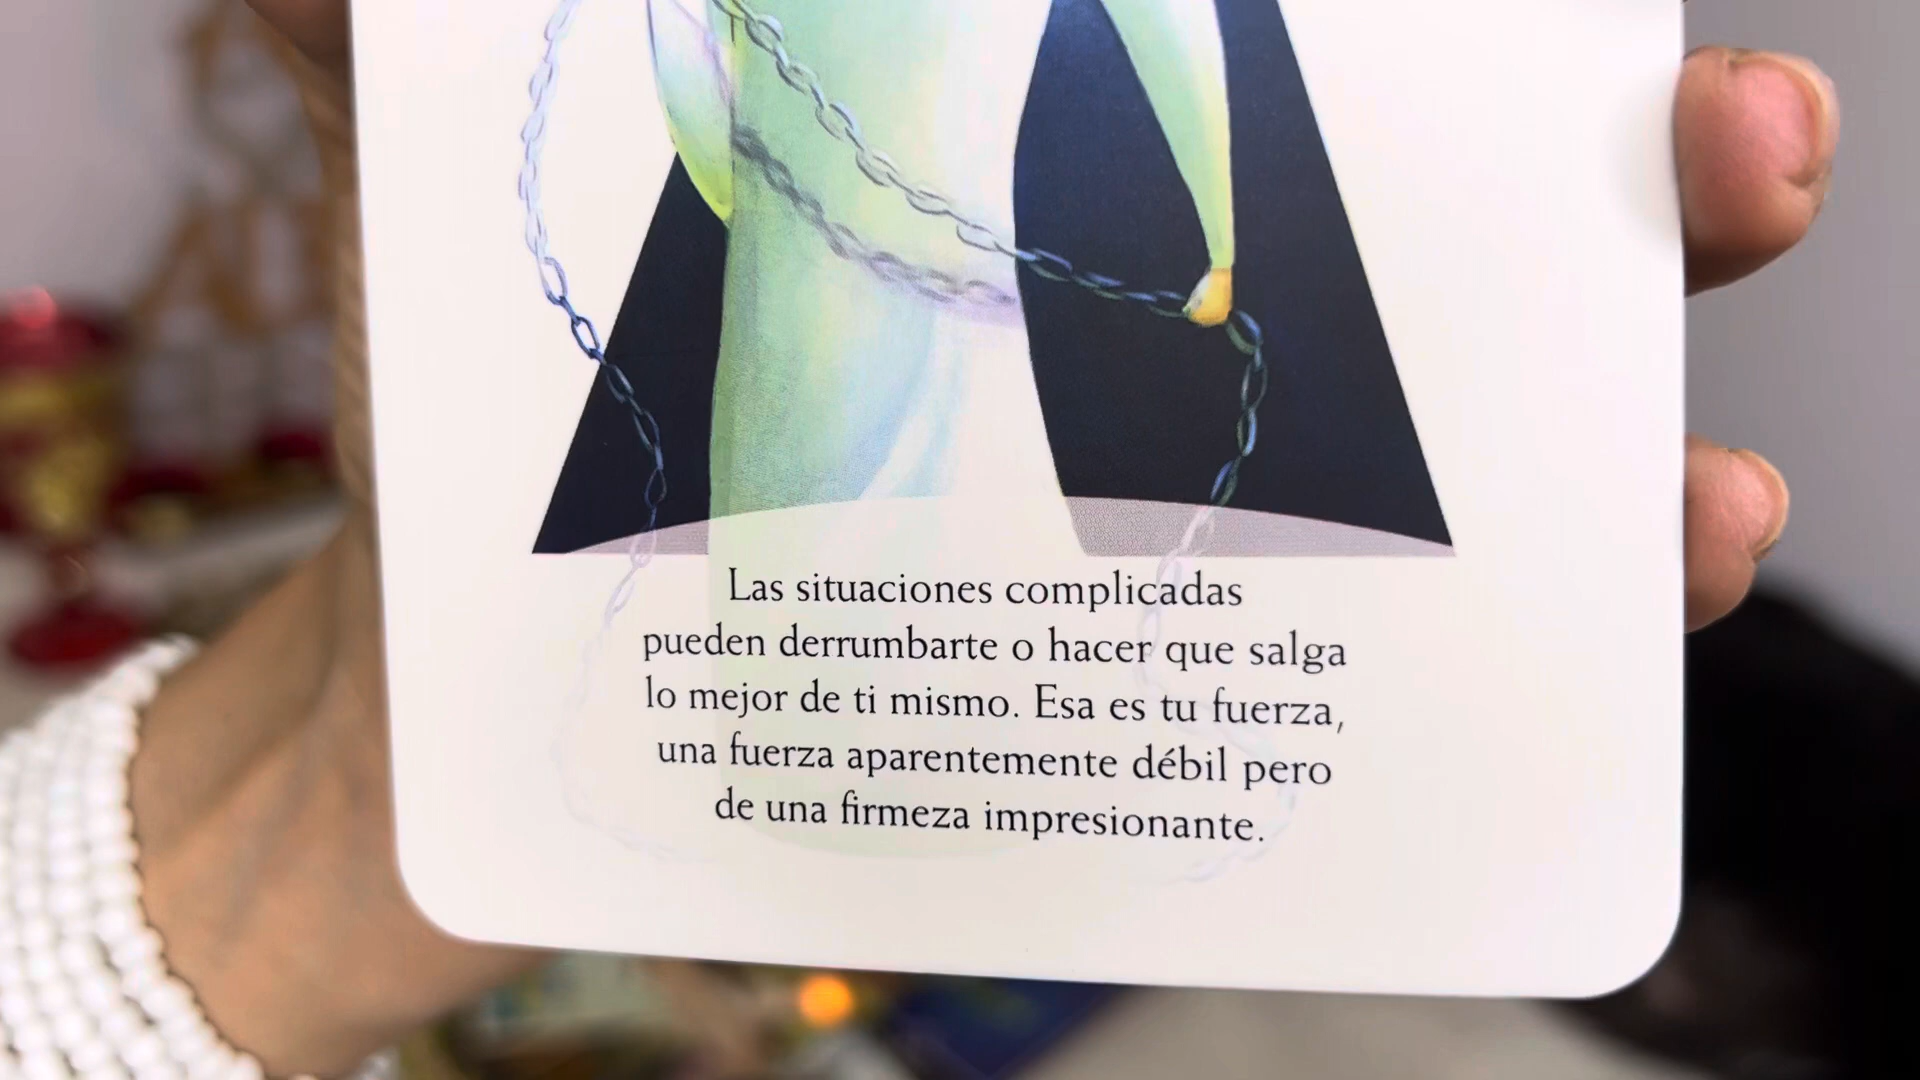 Las situaciones complicadas
pueden derrumbarte o hacer que salga
lo mejor de ti mismo. Esa es tu fuerza,
una fuerza aparentemente débil pero
de una firmeza impresionante.